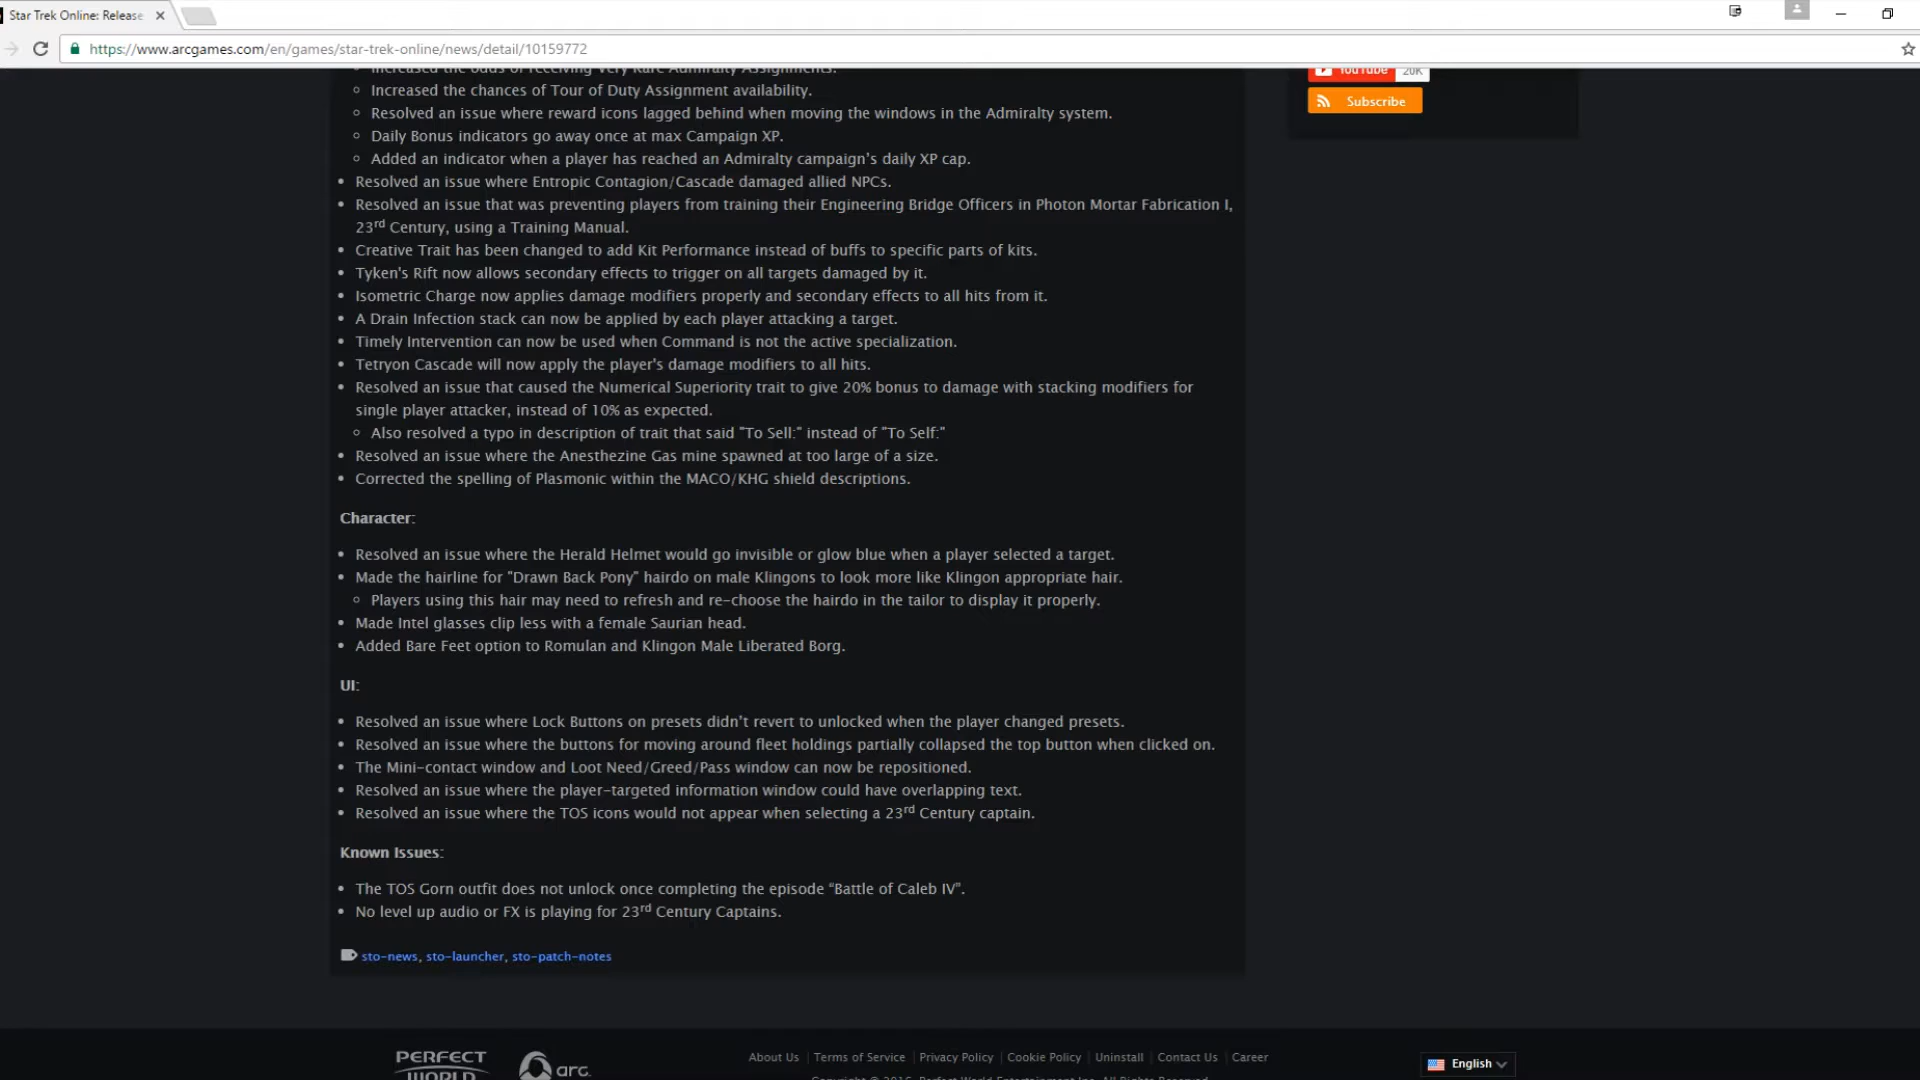 Star Trek Online: Release
https://www.arcgames.com/en/games/star-trek-online/news/detail/10159772
Increased the odds of receiving Very Rare Admiralty Assignments.
YouTube 20K
Increased the chances of Tour of Duty Assignment availability.
Subscribe
Resolved an issue where reward icons lagged behind when moving the windows in the Admiralty system.
Daily Bonus indicators go away once at max Campaign XP.
Added an indicator when a player has reached an Admiralty campaign's daily XP cap.
Resolved an issue where Entropic Contagion/Cascade damaged allied NPCs.
Resolved an issue that was preventing players from training their Engineering Bridge Officers in Photon Mortar Fabrication I,
23rd Century, using a Training Manual.
Creative Trait has been changed to add Kit Performance instead of buffs to specific parts of kits.
Tyken's Rift now allows secondary effects to trigger on all targets damaged by it.
Isometric Charge now applies damage modifiers properly and secondary effects to all hits from it.
A Drain Infection stack can now be applied by each player attacking a target.
Timely Intervention can now be used when Command is not the active specialization.
Tetryon Cascade will now apply the player's damage modifiers to all hits.
Resolved an issue that caused the Numerical Superiority trait to give 20% bonus to damage with stacking modifiers for
single player attacker, instead of 10% as expected.
Also resolved a typo in description of trait that said "To Sell:" instead of "To Self:"
Resolved an issue where the Anesthezine Gas mine spawned at too large of a size.
Corrected the spelling of Plasmonic within the MACO/KHG shield descriptions.
Character:
Resolved an issue where the Herald Helmet would go invisible or glow blue when a player selected a target.
Made the hairline for "Drawn Back Pony" hairdo on male Klingons to look more like Klingon appropriate hair.
Players using this hair may need to refresh and re-choose the hairdo in the tailor to display it properly.
Made Intel glasses clip less with a female Saurian head.
Added Bare Feet option to Romulan and Klingon Male Liberated Borg.
UI:
Resolved an issue where Lock Buttons on presets didn't revert to unlocked when the player changed presets.
Resolved an issue where the buttons for moving around fleet holdings partially collapsed the top button when clicked on.
The Mini-contact window and Loot Need/Greed/Pass window can now be repositioned.
Resolved an issue where the player-targeted information window could have overlapping text.
Resolved an issue where the TOS icons would not appear when selecting a 23rd Century captain.
Known Issues:
The TOS Gorn outfit does not unlock once completing the episode “Battle of Caleb IV”.
No level up audio or FX is playing for 23rd Century Captains.
sto-news, sto-launcher, sto-patch-notes
PERFECT WORLD arc.
About Us | Terms of Service | Privacy Policy | Cookie Policy | Uninstall | Contact Us | Career
English
Copyright © 2016 Perfect World Entertainment Inc. All Rights Reserved